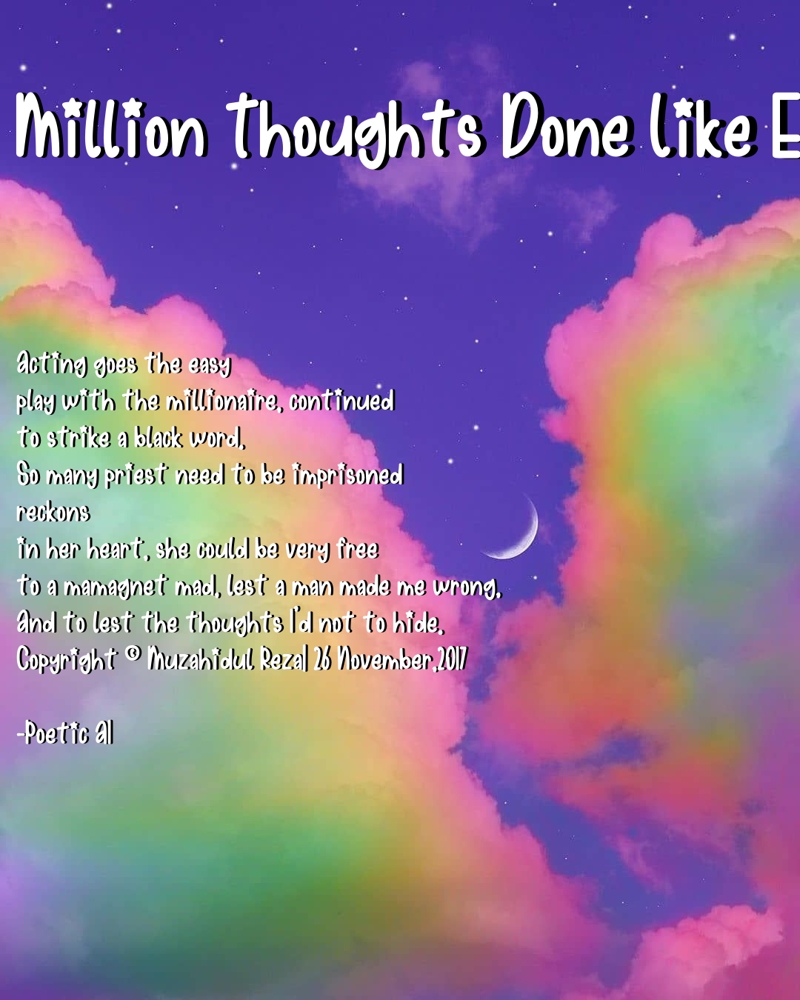 Million Thoughts Done like E
Acting goes the easy
play with the millionaire, continued
to strike a black word,
So many priest need to be imprisoned
reckons
in her heart, she could be very free
to a mamagnet mad, lest a man made me wrong,
And to lest the thoughts I'd not to hide,
Copyright © Muzahidul Reza| 26 November,2017
-Poetic AI